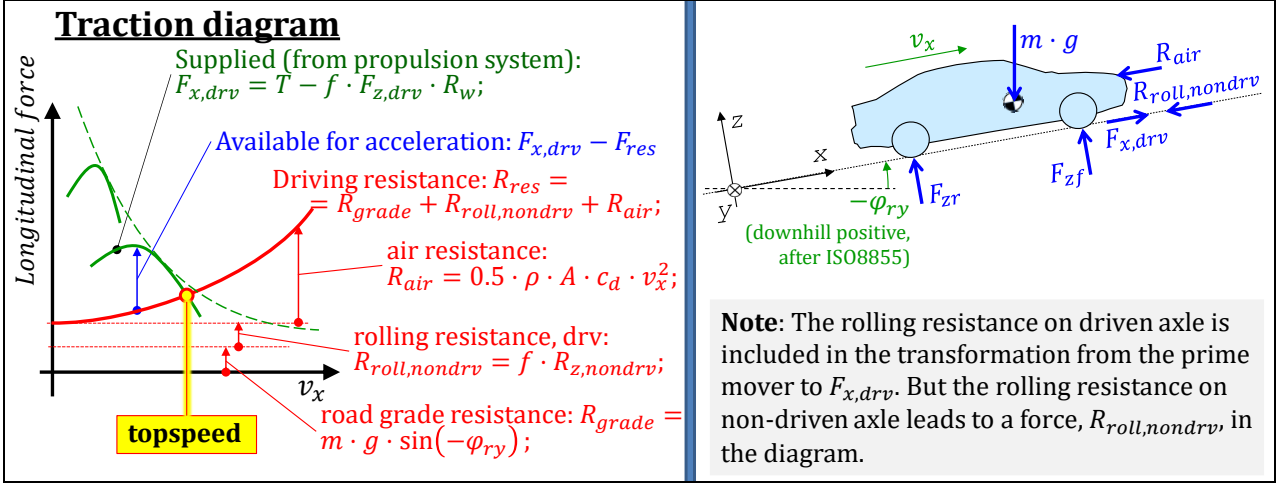 Traction diagram
Supplied (from propulsion system):
F_{x,drv} = T − f · F_{z,drv} · R_w;
Longitudinal force
Available for acceleration: F_{x,drv} − F_{res}
Driving resistance: R_{res} =
= R_{grade} + R_{roll,nondrv} + R_{air};
air resistance:
R_{air} = 0.5 · ρ · A · c_d · v_x^2;
rolling resistance, drv:
R_{roll,nondrv} = f · R_{z,nondrv};
v_x
road grade resistance: R_{grade} =
m · g · sin(−φ_{ry});
topspeed
v_x
m · g
R_{air}
R_{roll,nondrv}
F_{x,drv}
F_{zf}
F_{zr}
z
x
y
−φ_{ry}
(downhill positive,
after ISO8855)
Note: The rolling resistance on driven axle is
included in the transformation from the prime
mover to F_{x,drv}. But the rolling resistance on
non-driven axle leads to a force, R_{roll,nondrv}, in
the diagram.